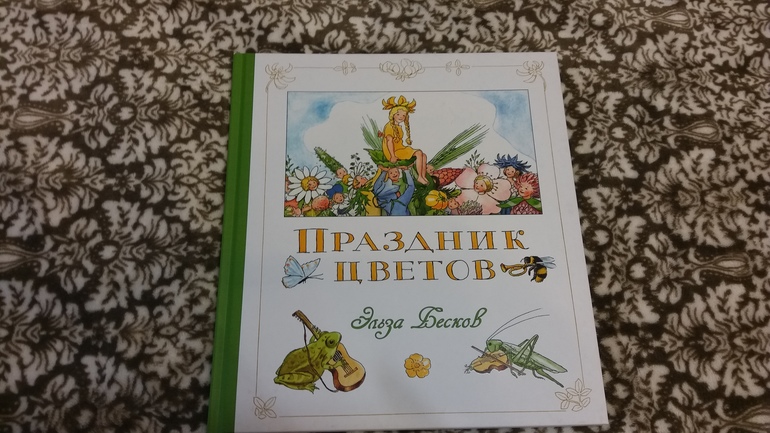 ПРАЗДНИК
ЦВЕТОВ
Эльза Бесков